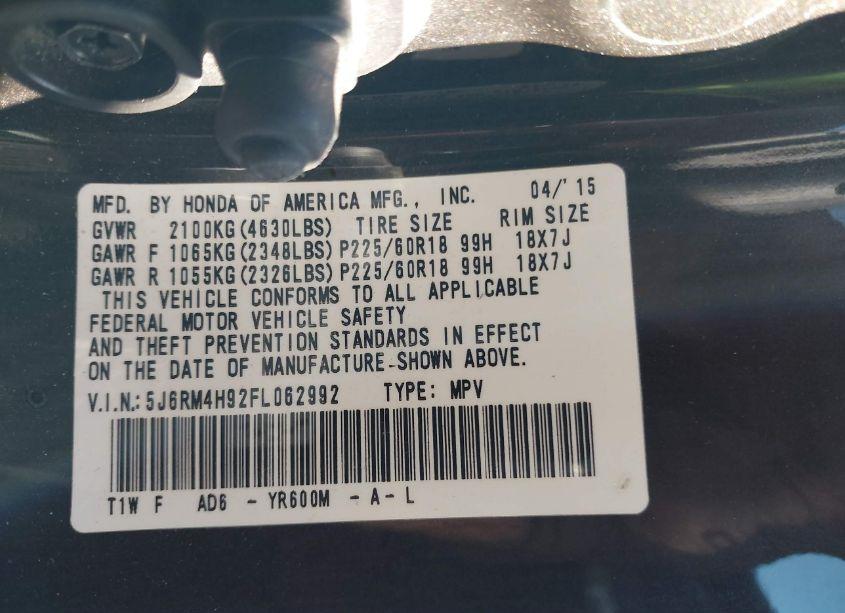 MFD. BY HONDA OF AMERICA MFG., INC. 04/'15
GVWR 2100KG(4630LBS) TIRE SIZE RIM SIZE
GAWR F 1065KG(2348LBS) P225/60R18 99H 18X7J
GAWR R 1055KG(2326LBS) P225/60R18 99H 18X7J
THIS VEHICLE CONFORMS TO ALL APPLICABLE
FEDERAL MOTOR VEHICLE SAFETY
AND THEFT PREVENTION STANDARDS IN EFFECT
ON THE DATE OF MANUFACTURE SHOWN ABOVE.
V.I.N.: 5J6RM4H92FL062992 TYPE: MPV
T1W F AD6 - YR600M - A - L